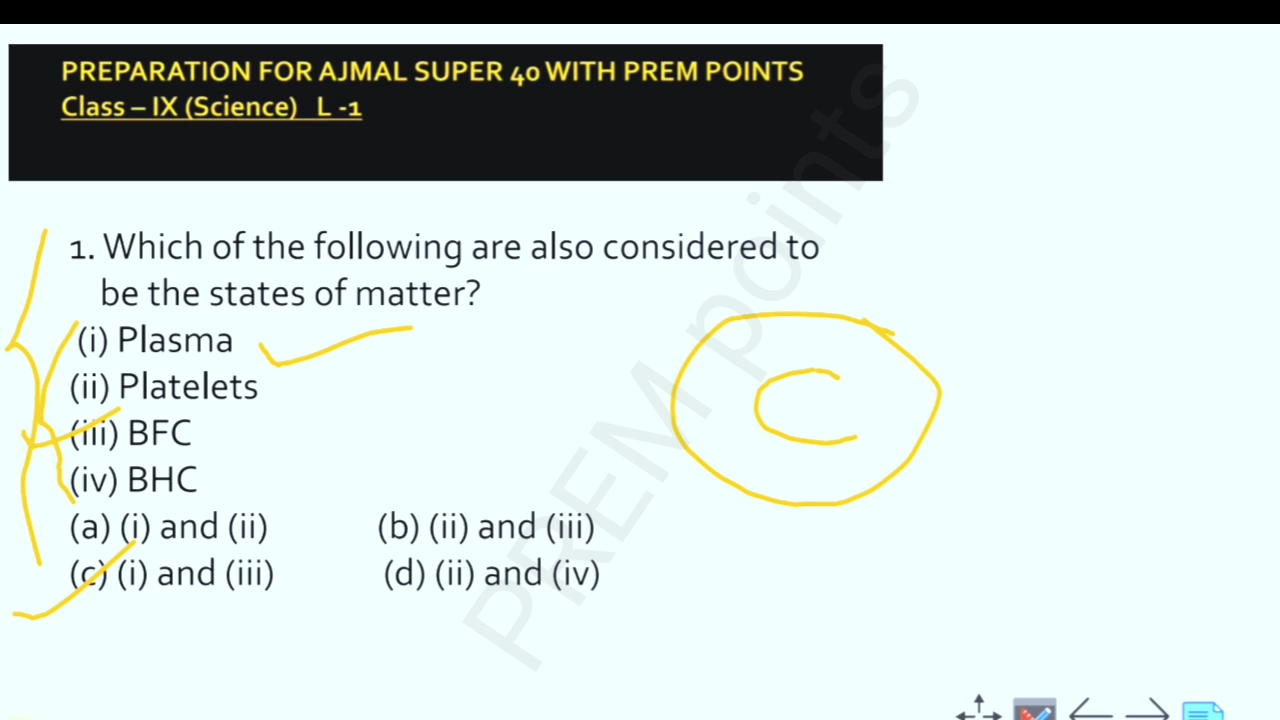 PREPARATION FOR AJMAL SUPER 40 WITH PREM POINTS
Class – IX (Science) L -1
1. Which of the following are also considered to
be the states of matter?
(i) Plasma
(ii) Platelets
(iii) BFC
(iv) BHC
(a) (i) and (ii) (b) (ii) and (iii)
(c) (i) and (iii) (d) (ii) and (iv)
C
PREM points